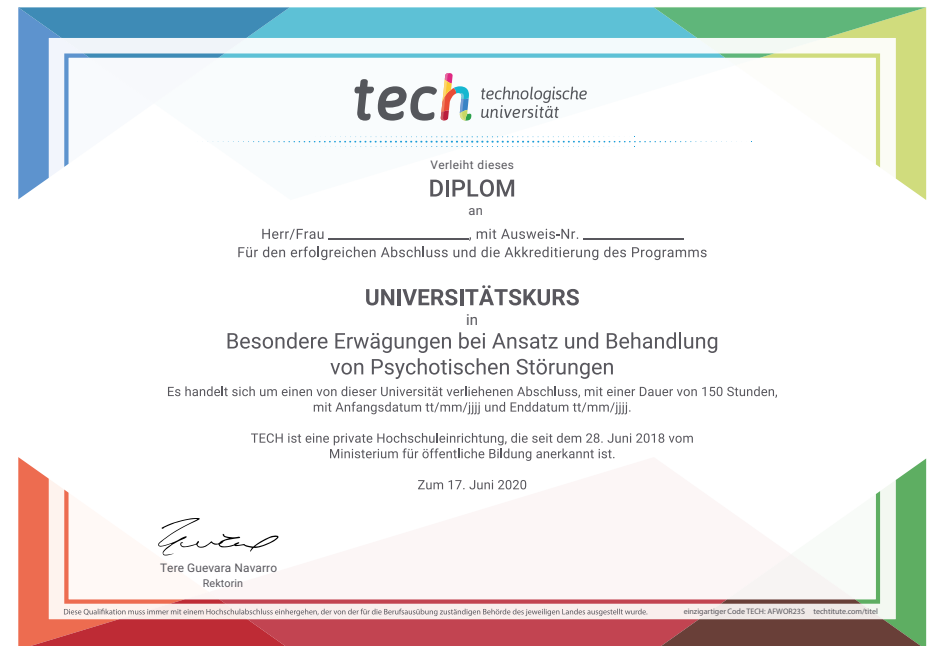 tech technologische
universität
Verleiht dieses
DIPLOM
an
Herr/Frau ____________, mit Ausweis-Nr. ____________
Für den erfolgreichen Abschluss und die Akkreditierung des Programms
UNIVERSITÄTSKURS
in
Besondere Erwägungen bei Ansatz und Behandlung
von Psychotischen Störungen
Es handelt sich um einen von dieser Universität verliehenen Abschluss, mit einer Dauer von 150 Stunden,
mit Anfangsdatum tt/mm/jjjj und Enddatum tt/mm/jjjj.
TECH ist eine private Hochschuleinrichtung, die seit dem 28. Juni 2018 vom
Ministerium für öffentliche Bildung anerkannt ist.
Zum 17. Juni 2020
Tere Guevara Navarro
Rektorin
Diese Qualifikation muss immer mit einem Hochschulabschluss einhergehen, der von der für die Berufsausübung zuständigen Behörde des jeweiligen Landes ausgestellt wurde. einzigartiger Code TECH: AFWOR23S techtitute.com/titel